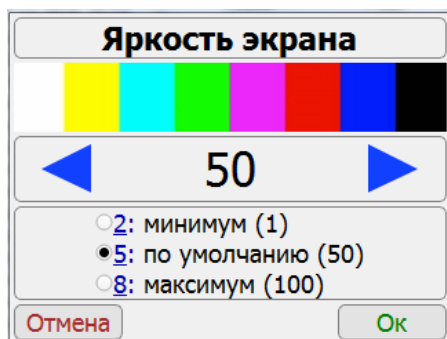 Яркость экрана
50
2: минимум (1)
5: по умолчанию (50)
8: максимум (100)
Отмена Ок